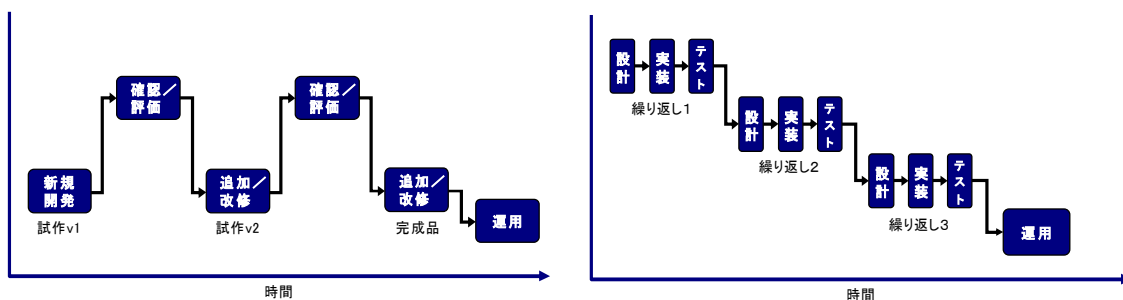 新規
開発
試作v1
確認／
評価
追加／
改修
試作v2
確認／
評価
追加／
改修
完成品
運用
時間
設計
実装
テスト
繰り返し1
設計
実装
テスト
繰り返し2
設計
実装
テスト
繰り返し3
運用
時間